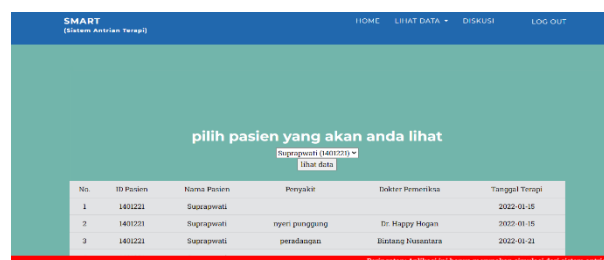 SMART
(Sistem Antrian Terapi)
HOME LIHAT DATA DISKUSI LOG OUT
pilih pasien yang akan anda lihat
Suprapwati (1401221)
lihat data
No. ID Pasien Nama Pasien Penyakit Dokter Pemeriksa Tanggal Terapi
1 1401221 Suprapwati 2022-01-15
2 1401221 Suprapwati nyeri punggung Dr. Happy Hogan 2022-01-15
3 1401221 Suprapwati peradangan Bintang Nusantara 2022-01-21